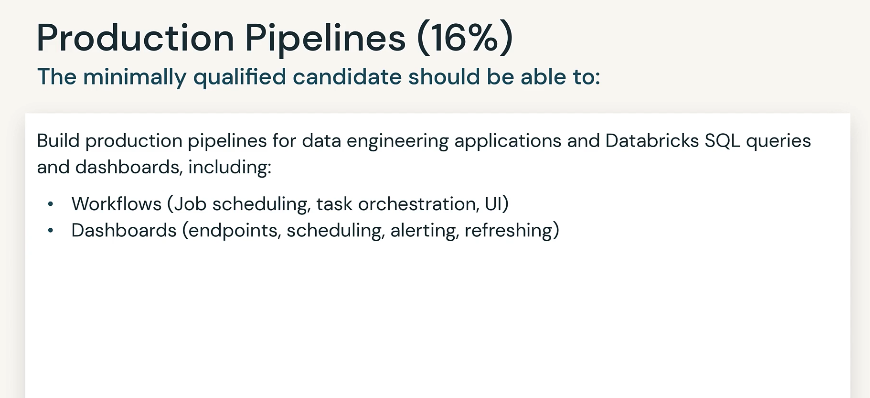 Production Pipelines (16%)
The minimally qualified candidate should be able to:
Build production pipelines for data engineering applications and Databricks SQL queries
and dashboards, including:
• Workflows (Job scheduling, task orchestration, UI)
• Dashboards (endpoints, scheduling, alerting, refreshing)